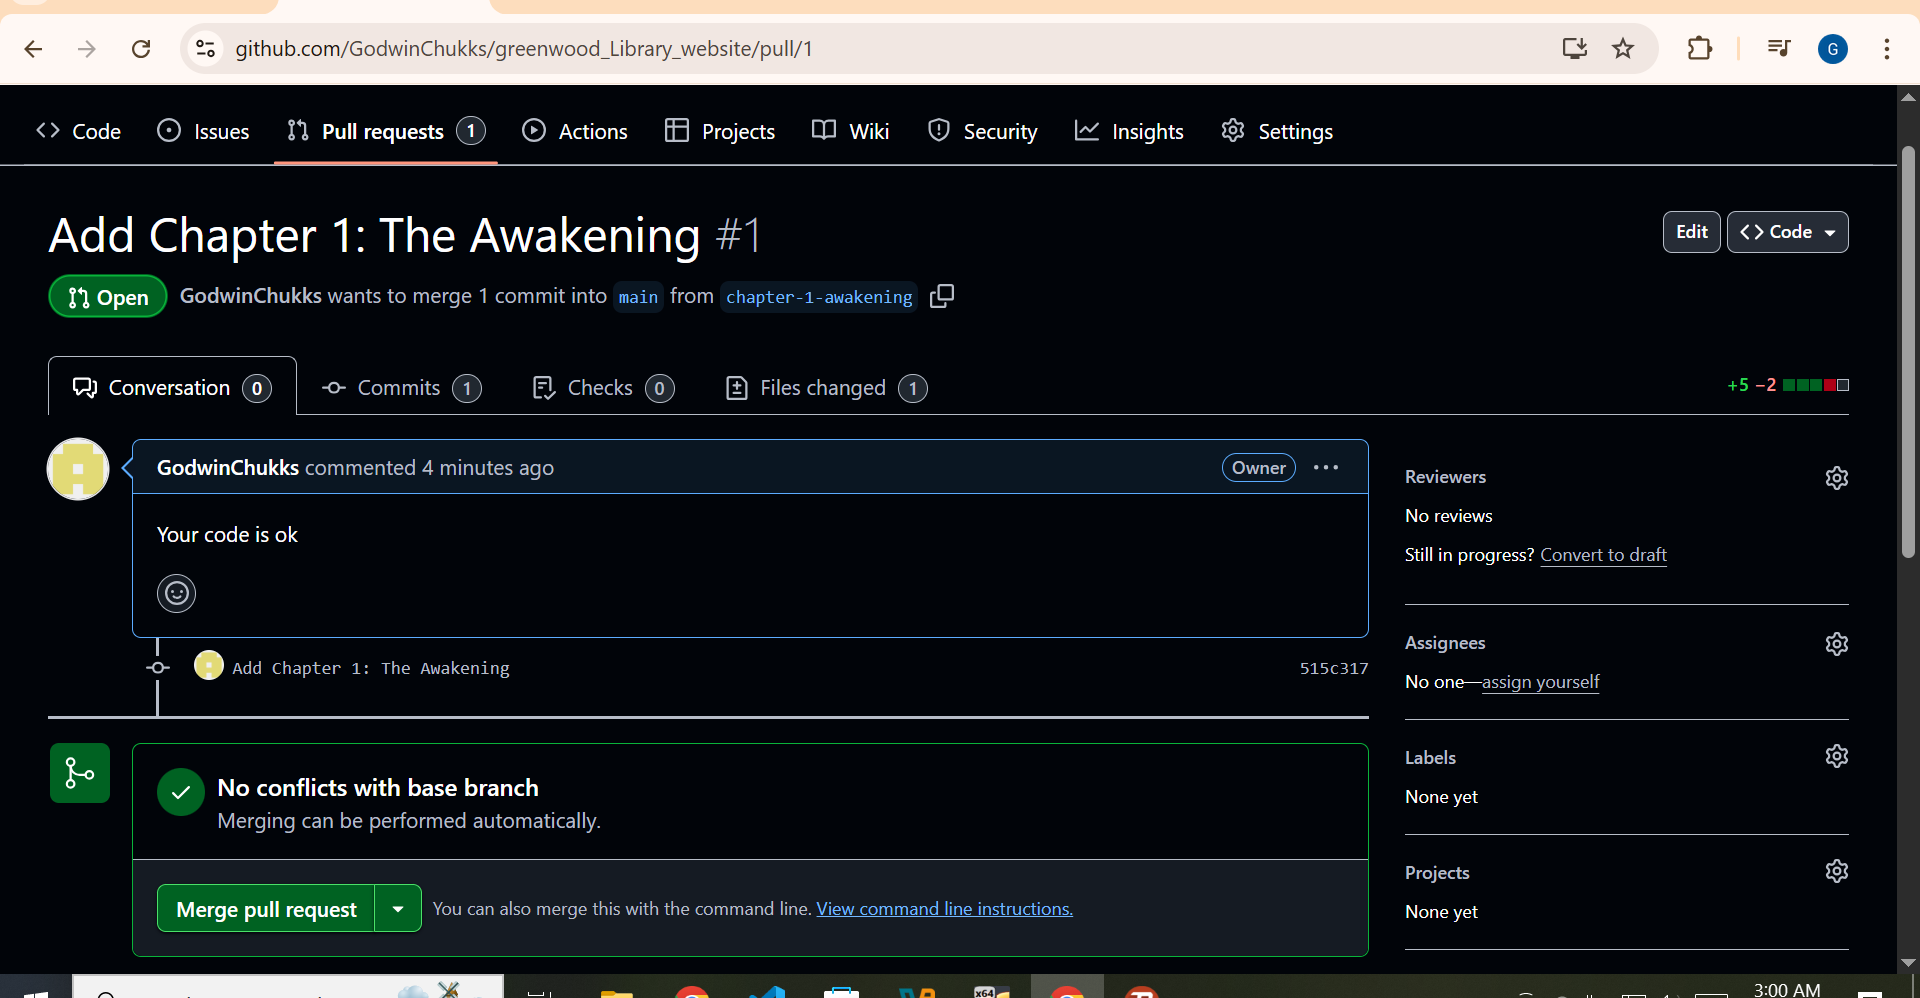 github.com/GodwinChukks/greenwood_Library_website/pull/1
G
Code Issues Pull requests 1 Actions Projects Wiki Security Insights Settings
Add Chapter 1: The Awakening #1
Edit Code
Open GodwinChukks wants to merge 1 commit into main from chapter-1-awakening
Conversation 0 Commits 1 Checks 0 Files changed 1 +5 −2
GodwinChukks commented 4 minutes ago Owner
Your code is ok
Add Chapter 1: The Awakening 515c317
No conflicts with base branch
Merging can be performed automatically.
Merge pull request You can also merge this with the command line. View command line instructions.
Reviewers
No reviews
Still in progress? Convert to draft
Assignees
No one—assign yourself
Labels
None yet
Projects
None yet
x64
3:00 AM